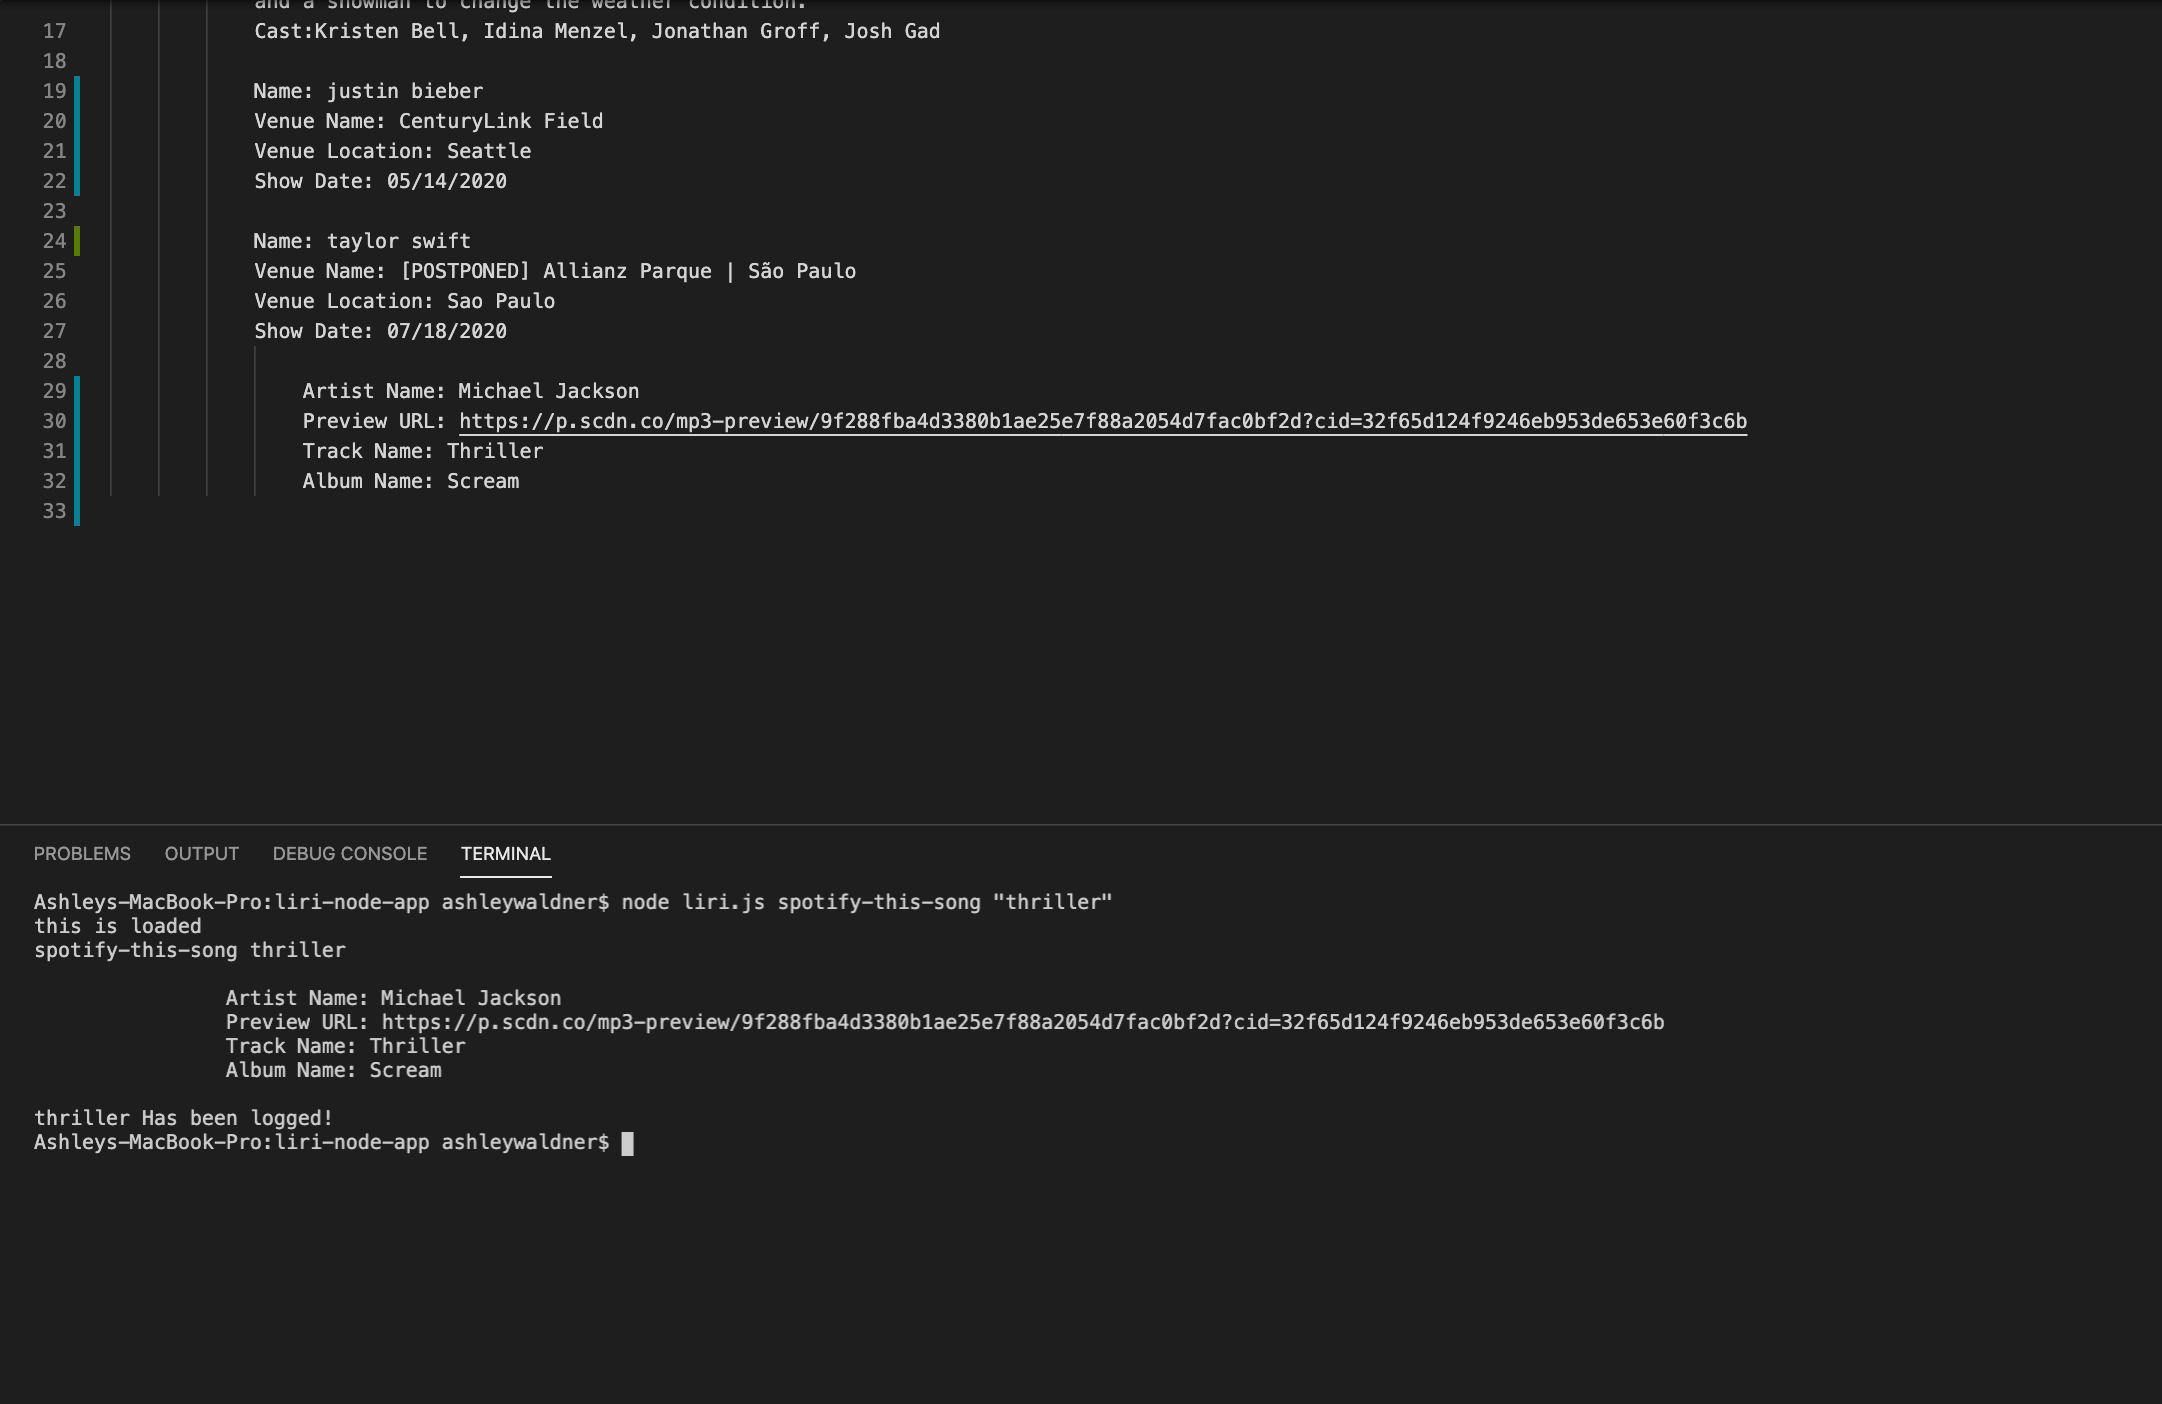 and a snowman to change the weather condition.
17 Cast:Kristen Bell, Idina Menzel, Jonathan Groff, Josh Gad
18
19 Name: justin bieber
20 Venue Name: CenturyLink Field
21 Venue Location: Seattle
22 Show Date: 05/14/2020
23
24 Name: taylor swift
25 Venue Name: [POSTPONED] Allianz Parque | São Paulo
26 Venue Location: Sao Paulo
27 Show Date: 07/18/2020
28
29 Artist Name: Michael Jackson
30 Preview URL: https://p.scdn.co/mp3-preview/9f288fba4d3380b1ae25e7f88a2054d7fac0bf2d?cid=32f65d124f9246eb953de653e60f3c6b
31 Track Name: Thriller
32 Album Name: Scream
33
PROBLEMS OUTPUT DEBUG CONSOLE TERMINAL
Ashleys-MacBook-Pro:liri-node-app ashleywaldner$ node liri.js spotify-this-song "thriller"
this is loaded
spotify-this-song thriller
Artist Name: Michael Jackson
Preview URL: https://p.scdn.co/mp3-preview/9f288fba4d3380b1ae25e7f88a2054d7fac0bf2d?cid=32f65d124f9246eb953de653e60f3c6b
Track Name: Thriller
Album Name: Scream
thriller Has been logged!
Ashleys-MacBook-Pro:liri-node-app ashleywaldner$